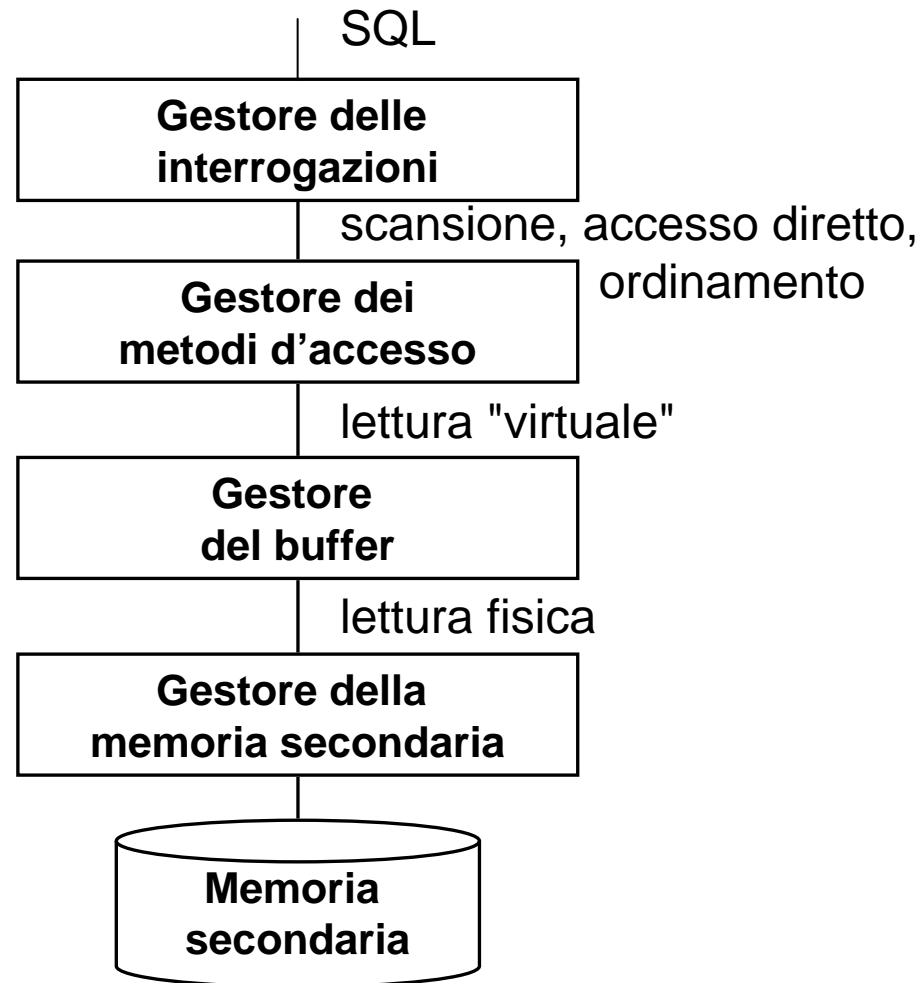 SQL
Gestore delle
interrogazioni
scansione, accesso diretto,
ordinamento
Gestore dei
metodi d’accesso
lettura "virtuale"
Gestore
del buffer
lettura fisica
Gestore della
memoria secondaria
Memoria
secondaria